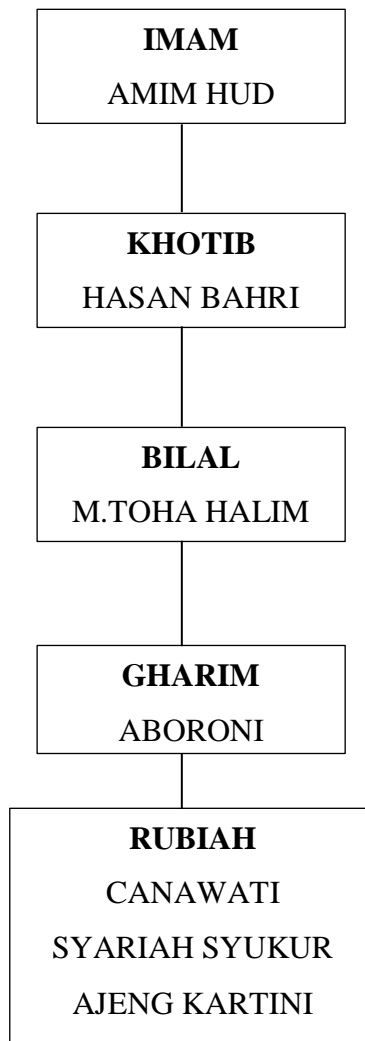 IMAM
AMIM HUD
KHOTIB
HASAN BAHRI
BILAL
M.TOHA HALIM
GHARIM
ABORONI
RUBIAH
CANAWATI
SYARIAH SYUKUR
AJENG KARTINI